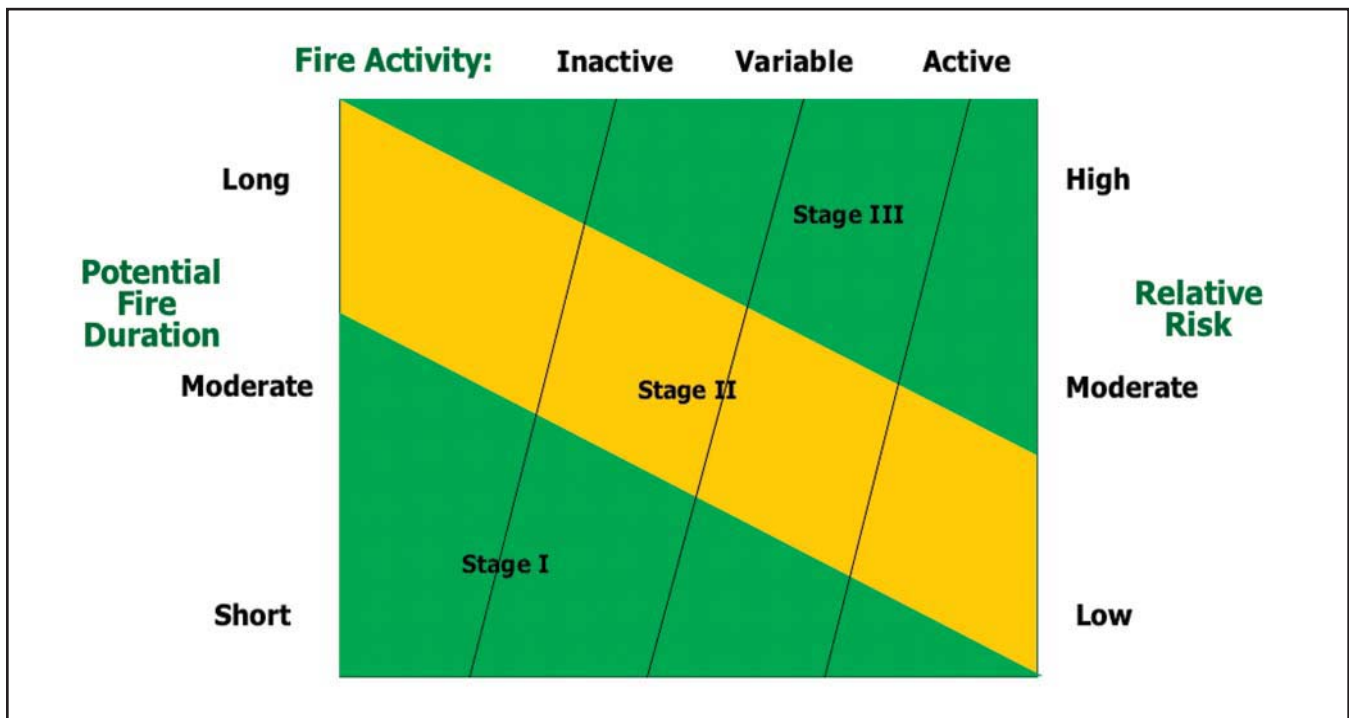 Fire Activity: Inactive Variable Active
Long
High
Stage III
Potential
Fire
Duration
Relative
Risk
Moderate
Stage II
Moderate
Stage I
Short
Low